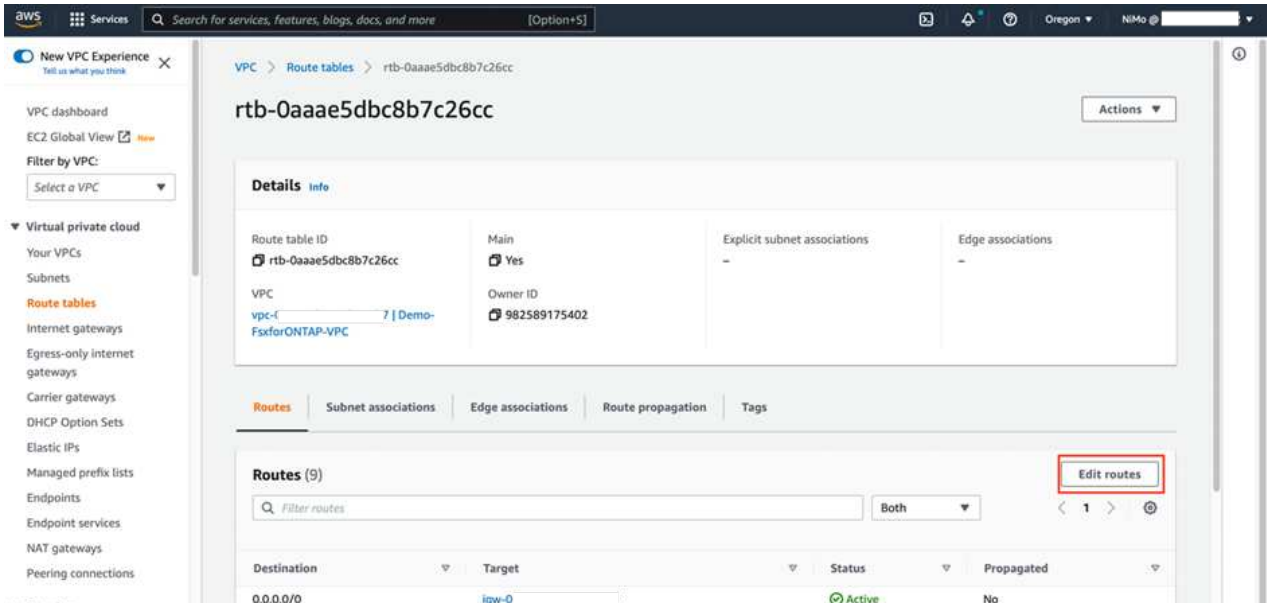 aws
Services
Search for services, features, blogs, docs, and more
[Option+S]
Oregon
NiMo @
New VPC Experience
Tell us what you think
VPC dashboard
EC2 Global View New
Filter by VPC:
Select a VPC
Virtual private cloud
Your VPCs
Subnets
Route tables
Internet gateways
Egress-only internet
gateways
Carrier gateways
DHCP Option Sets
Elastic IPs
Managed prefix lists
Endpoints
Endpoint services
NAT gateways
Peering connections
VPC > Route tables > rtb-0aaae5dbc8b7c26cc
rtb-0aaae5dbc8b7c26cc
Actions
Details Info
Route table ID
rtb-0aaae5dbc8b7c26cc
Main
Yes
Explicit subnet associations
–
Edge associations
–
VPC
vpc-( 7 | Demo-
FsxforONTAP-VPC
Owner ID
982589175402
Routes
Subnet associations
Edge associations
Route propagation
Tags
Routes (9)
Edit routes
Filter routes
Both
1
Destination
Target
Status
Propagated
0.0.0.0/0
igw-0
Active
No